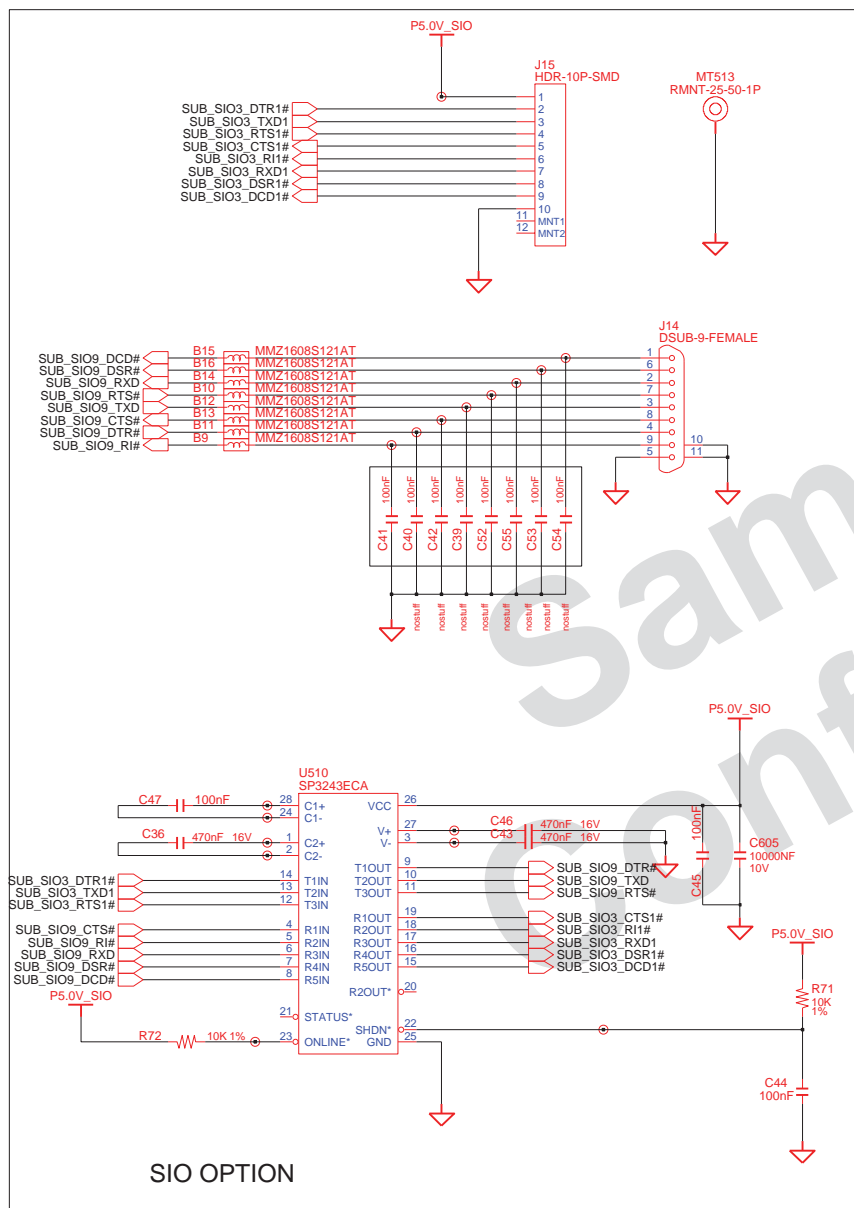 P5.0V_SIO
J15
HDR-10P-SMD
MT513
RMNT-25-50-1P
SUB_SIO3_DTR1# 1
SUB_SIO3_TXD1 2
SUB_SIO3_RTS1# 3
SUB_SIO3_CTS1# 4
SUB_SIO3_RI1# 5
SUB_SIO3_RXD1 6
SUB_SIO3_DSR1# 7
SUB_SIO3_DCD1# 8
9
10
11 MNT1
12 MNT2
J14
DSUB-9-FEMALE
SUB_SIO9_DCD# B15 MMZ1608S121AT 1
SUB_SIO9_DSR# B16 MMZ1608S121AT 6
SUB_SIO9_RXD B14 MMZ1608S121AT 2
SUB_SIO9_RTS# B10 MMZ1608S121AT 7
SUB_SIO9_TXD B12 MMZ1608S121AT 3
SUB_SIO9_CTS# B13 MMZ1608S121AT 8
SUB_SIO9_DTR# B11 MMZ1608S121AT 4
SUB_SIO9_RI# B9 MMZ1608S121AT 9 10
5 11
100nF 100nF 100nF 100nF 100nF 100nF 100nF 100nF
C41 C40 C42 C39 C52 C55 C53 C54
nostuff nostuff nostuff nostuff nostuff nostuff nostuff
Sam
Conf
P5.0V_SIO
U510
SP3243ECA
C47 100nF 28 C1+ VCC 26
24 C1-
C36 470nF 16V 1 C2+ V+ 27 C46 470nF 16V
2 C2- V- 3 C43 470nF 16V
100nF
C45
C605
10000NF
10V
T1OUT 9 SUB_SIO9_DTR#
SUB_SIO3_DTR1# 14 T1IN T2OUT 10 SUB_SIO9_TXD
SUB_SIO3_TXD1 13 T2IN T3OUT 11 SUB_SIO9_RTS#
SUB_SIO3_RTS1# 12 T3IN
R1OUT 19 SUB_SIO3_CTS1#
SUB_SIO9_CTS# 4 R1IN R2OUT 18 SUB_SIO3_RI1#
SUB_SIO9_RI# 5 R2IN R3OUT 17 SUB_SIO3_RXD1
SUB_SIO9_RXD 6 R3IN R4OUT 16 SUB_SIO3_DSR1#
SUB_SIO9_DSR# 7 R4IN R5OUT 15 SUB_SIO3_DCD1#
SUB_SIO9_DCD# 8 R5IN
P5.0V_SIO
R2OUT* 20
21 STATUS*
SHDN* 22
R72 10K 1% 23 ONLINE* GND 25
P5.0V_SIO
R71
10K
1%
C44
100nF
SIO OPTION